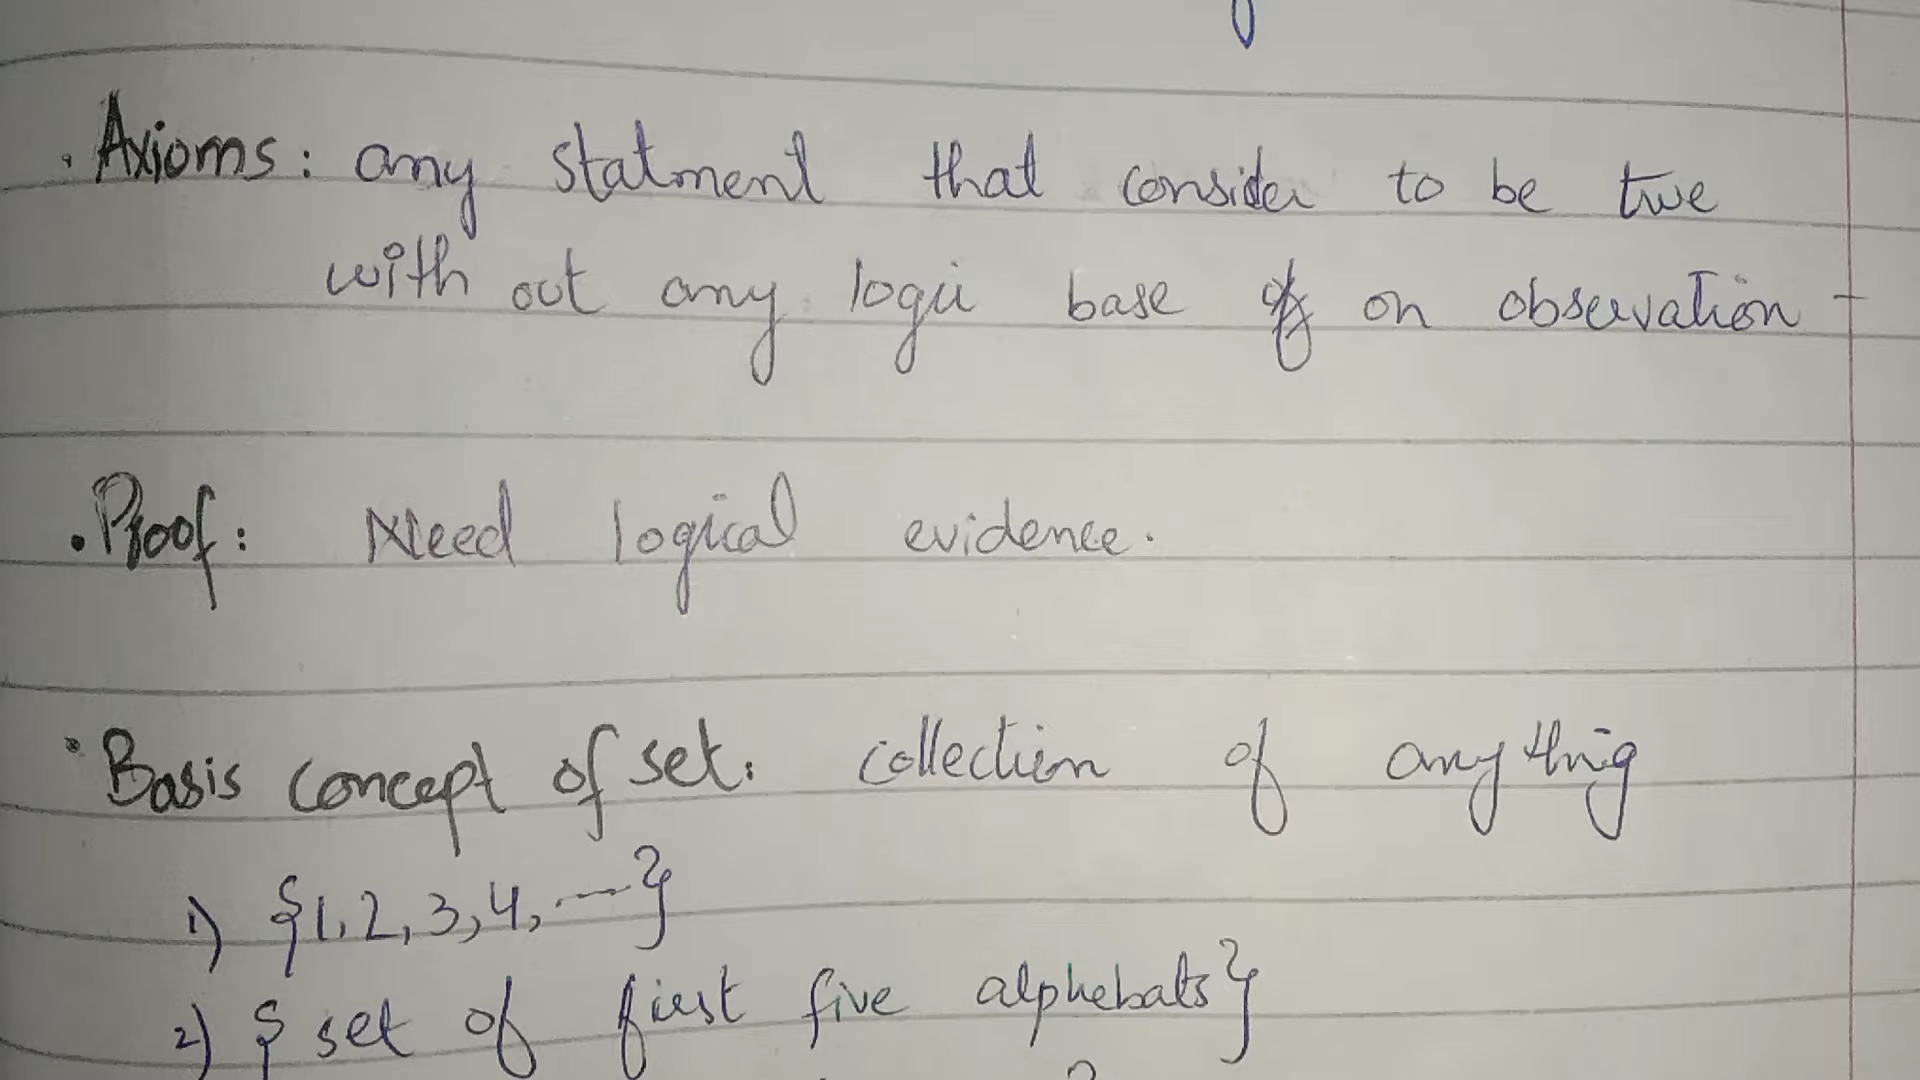 . Axioms: any statment that consider to be true
with out any logic base on observation -
. Proof: Need logical evidence.
. Basis concept of set: collection of any thing
1) {1, 2, 3, 4, ---}
2) { set of first five alphebats}